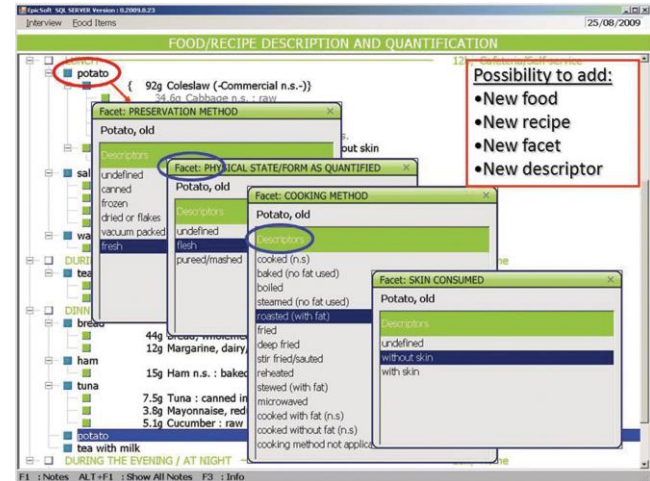 EpicSoft SQL SERVER Version : 0.2009.8.23
Interview Food Items
25/08/2009
FOOD/RECIPE DESCRIPTION AND QUANTIFICATION
LUNCH
Cafeteria/Self-service
potato
{ 92g Coleslaw (-Commercial n.s.-)}
34.6g Cabbage n.s. : raw
out skin
sal
wa
DURI
tea
DINN
bread
44g
12g Margarine, dairy,
ham
15g Ham n.s. : baked
tuna
7.5g Tuna : canned in
3.8g Mayonnaise, red
5.1g Cucumber : raw
potato
tea with milk
DURING THE EVENING / AT NIGHT
F1 : Notes ALT+F1 : Show All Notes F3 : Info
Possibility to add:
•New food
•New recipe
•New facet
•New descriptor
Facet: PRESERVATION METHOD
Potato, old
Descriptors
undefined
canned
frozen
dried or flakes
vacuum packed
fresh
Facet: PHYSICAL STATE/FORM AS QUANTIFIED
Potato, old
Descriptors
undefined
flesh
pureed/mashed
Facet: COOKING METHOD
Potato, old
Descriptors
cooked (n.s)
baked (no fat used)
boiled
steamed (no fat used)
roasted (with fat)
fried
deep fried
stir fried/sauted
reheated
stewed (with fat)
microwaved
cooked with fat (n.s)
cooked without fat (n.s)
cooking method not applica
Facet: SKIN CONSUMED
Potato, old
Descriptors
undefined
without skin
with skin